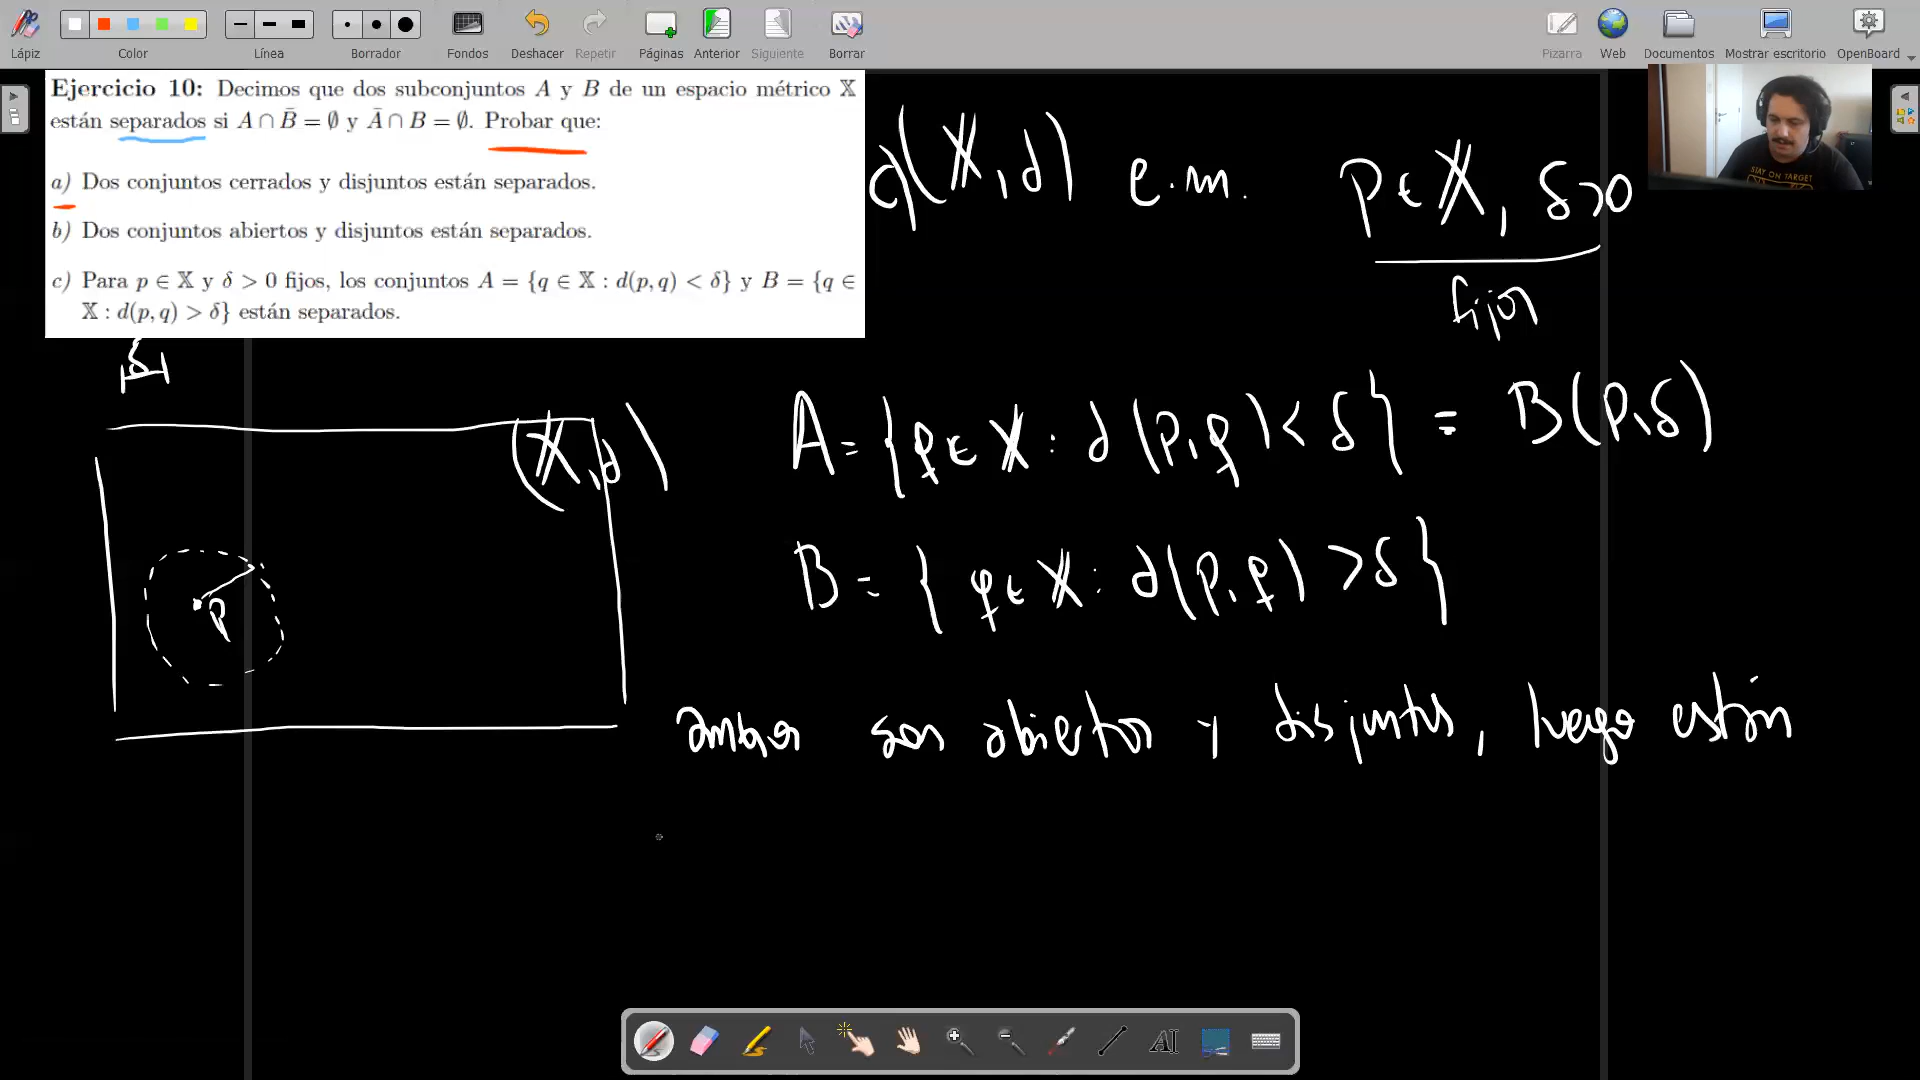 Lápiz Color Línea Borrador Fondos Deshacer Repetir Páginas Anterior Siguiente Borrar Pizarra Web Documentos Mostrar escritorio OpenBoard
Ejercicio 10: Decimos que dos subconjuntos A y B de un espacio métrico 𝕏
están separados si A ∩ B̄ = ∅ y Ā ∩ B = ∅. Probar que:
a) Dos conjuntos cerrados y disjuntos están separados.
b) Dos conjuntos abiertos y disjuntos están separados.
c) Para p ∈ 𝕏 y δ > 0 fijos, los conjuntos A = {q ∈ 𝕏 : d(p, q) < δ} y B = {q ∈
𝕏 : d(p, q) > δ} están separados.
c) (𝕏, d) e.m. p ∈ 𝕏, δ>0
fijos
STAY ON TARGET
δ
(𝕏, d)
p
A = {q ∈ 𝕏 : d(p, q) < δ} = B(p, δ)
B = {q ∈ 𝕏 : d(p, q) > δ}
ambos son abiertos y disjuntos, luego están